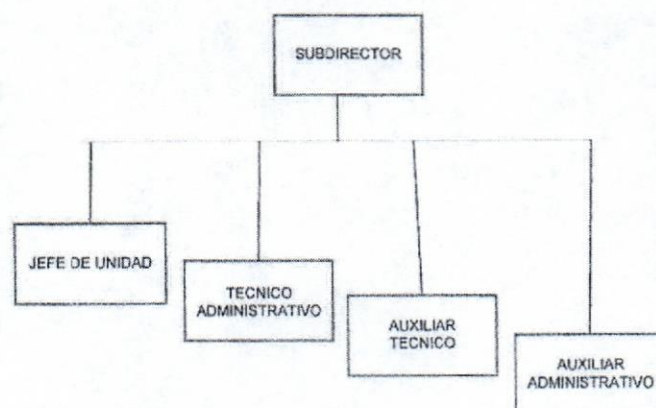 SUBDIRECTOR
JEFE DE UNIDAD
TECNICO
ADMINISTRATIVO
AUXILIAR
TECNICO
AUXILIAR
ADMINISTRATIVO